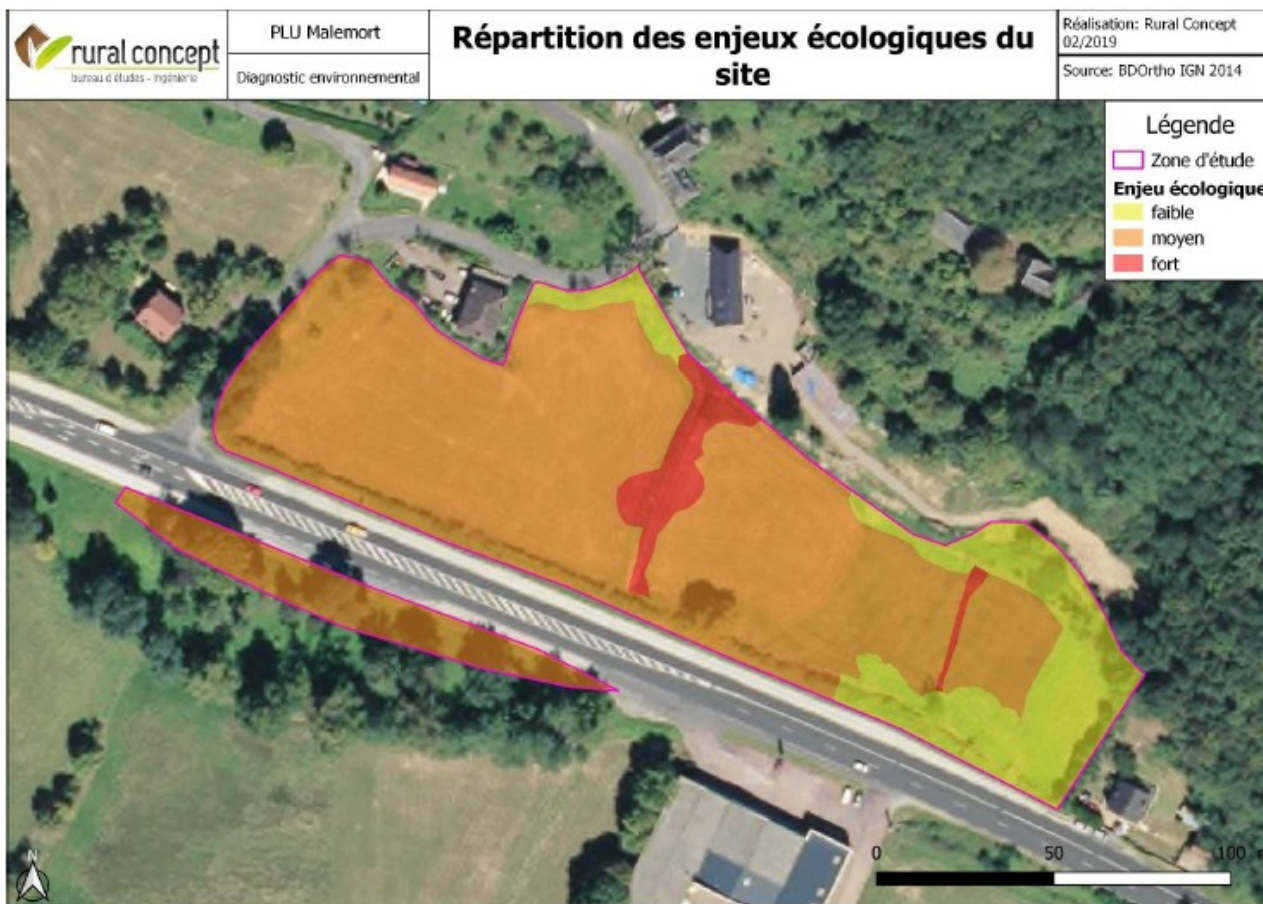 rural concept
bureau d'études - ingénierie
PLU Malemort
Diagnostic environnemental
Répartition des enjeux écologiques du
site
Réalisation: Rural Concept
02/2019
Source: BDOrtho IGN 2014
Légende
Zone d'étude
Enjeu écologique
faible
moyen
fort
N
0 50 100